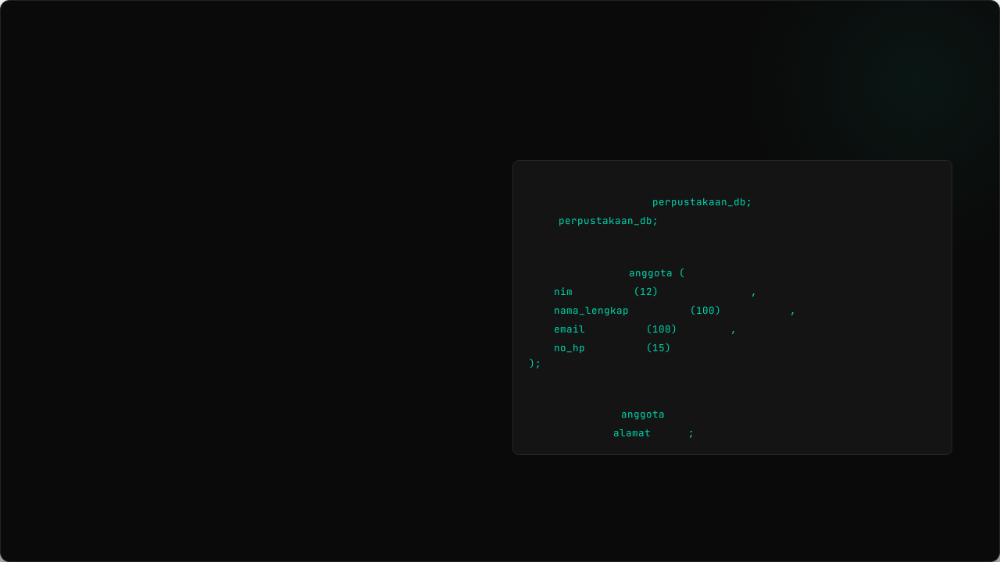 perpustakaan_db;
perpustakaan_db;
anggota (
nim (12) ,
nama_lengkap (100) ,
email (100) ,
no_hp (15)
);
anggota
alamat ;